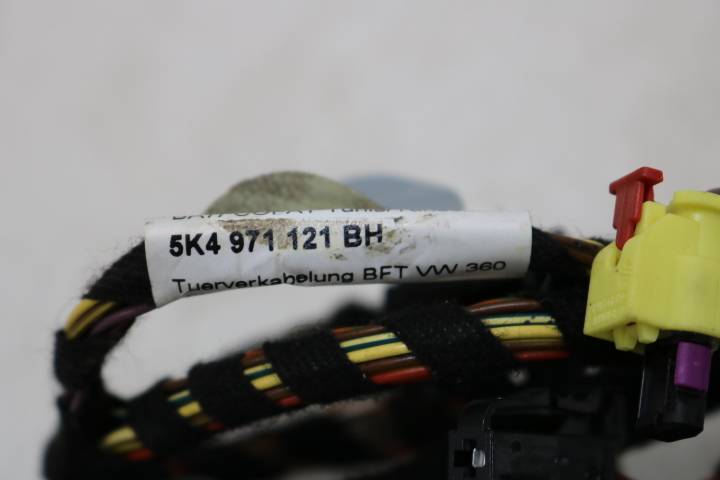 5K4 971 121 BH
Tuerverkabelung BFT VW 360